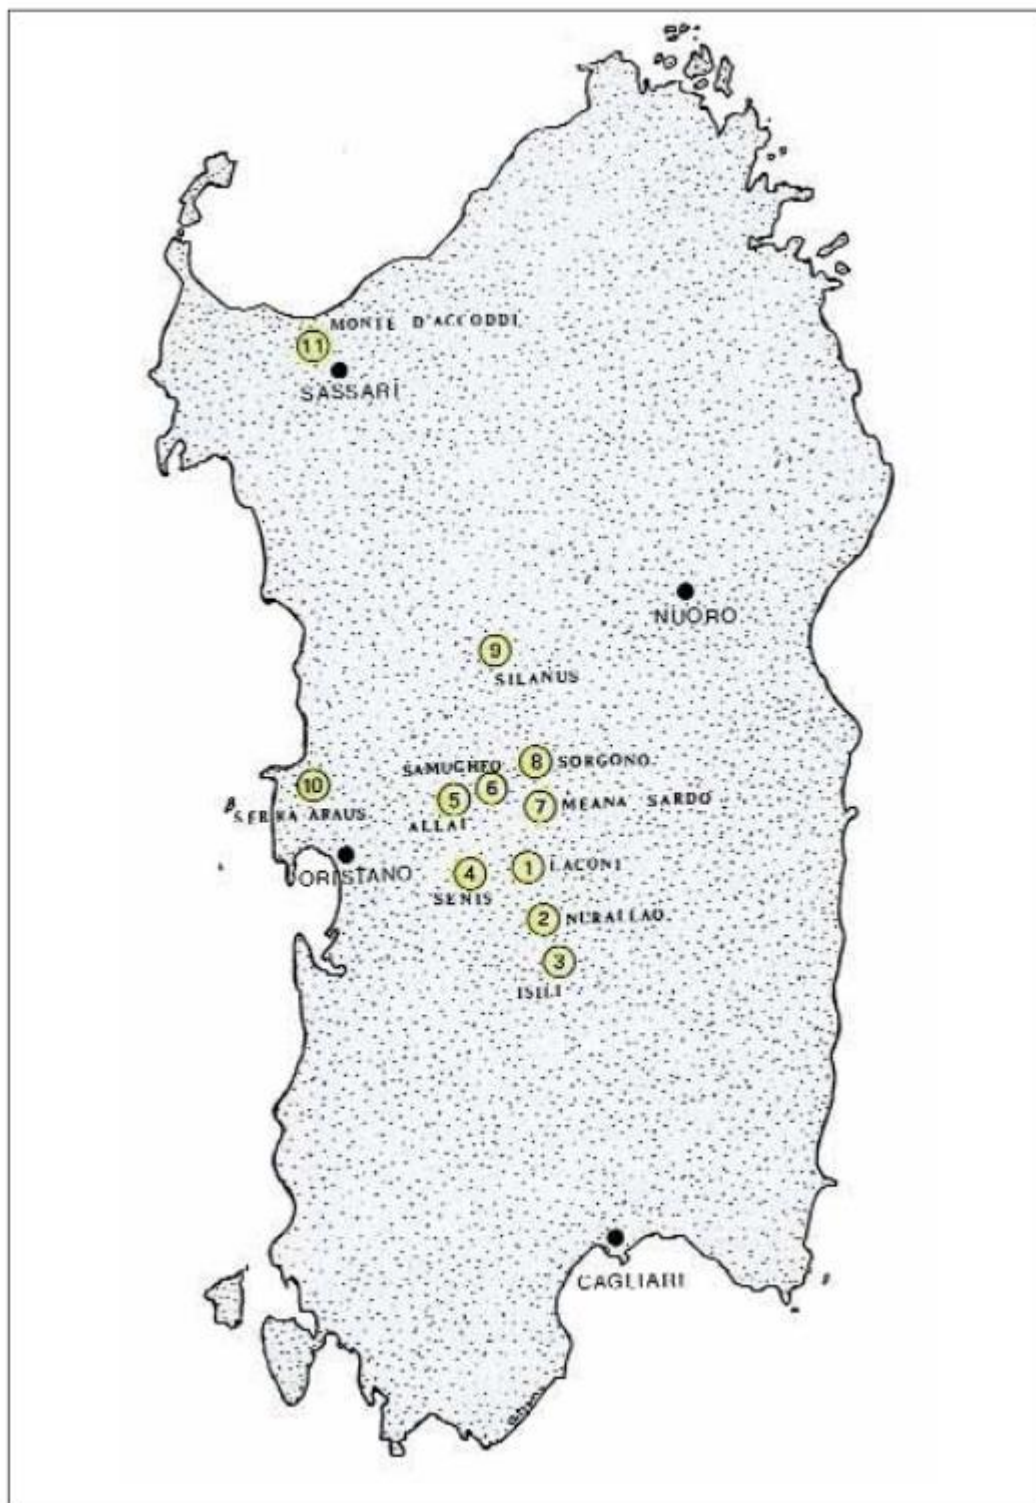 MONTE D'ACCODDI
11
SASSARI
NUORO
9
SILANUS
SAMUGHEO
8 SORGONO
10
5
6
7 MEANA SARDO
SERRA ARAUS
ALLAI
ORISTANO
4
1 LACONI
SENIS
2 NURALLAO
3
ISILI
CAGLIARI